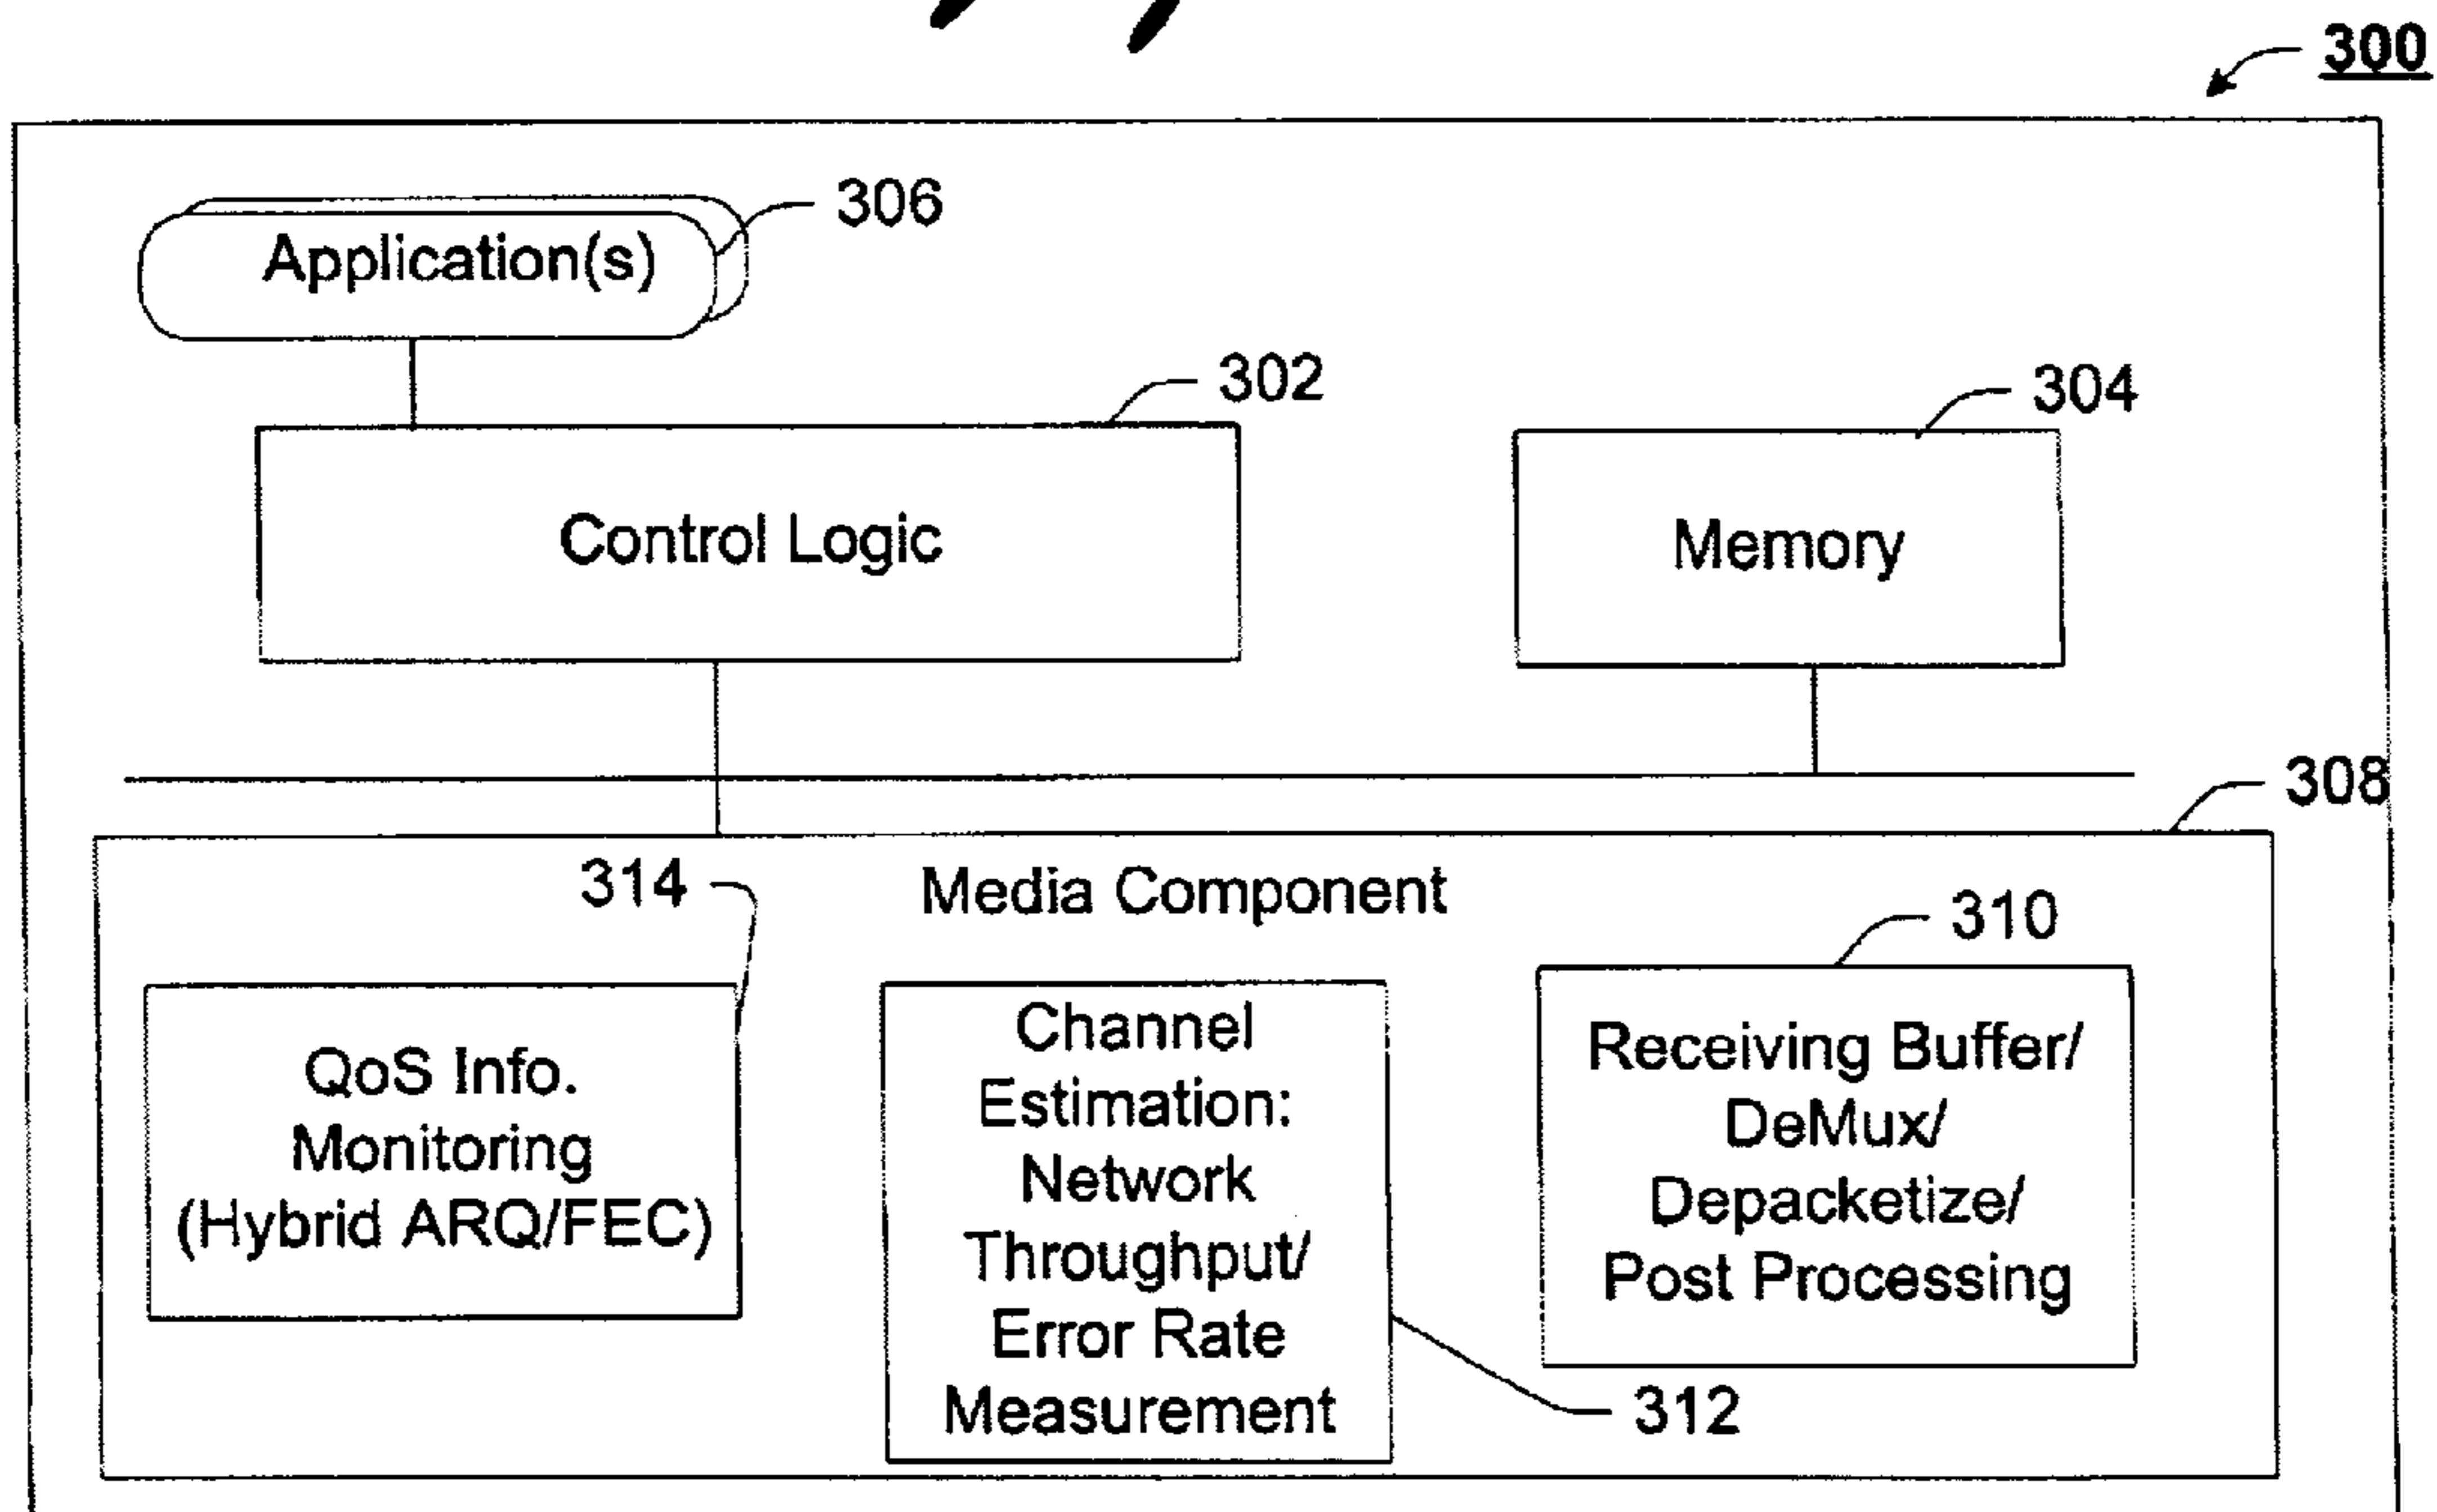 300
306
Application(s)
302
304
Control Logic
Memory
308
314
Media Component
310
QoS Info.
Monitoring
(Hybrid ARQ/FEC)
Channel
Estimation:
Network
Throughput/
Error Rate
Measurement
Receiving Buffer/
DeMux/
Depacketize/
Post Processing
312